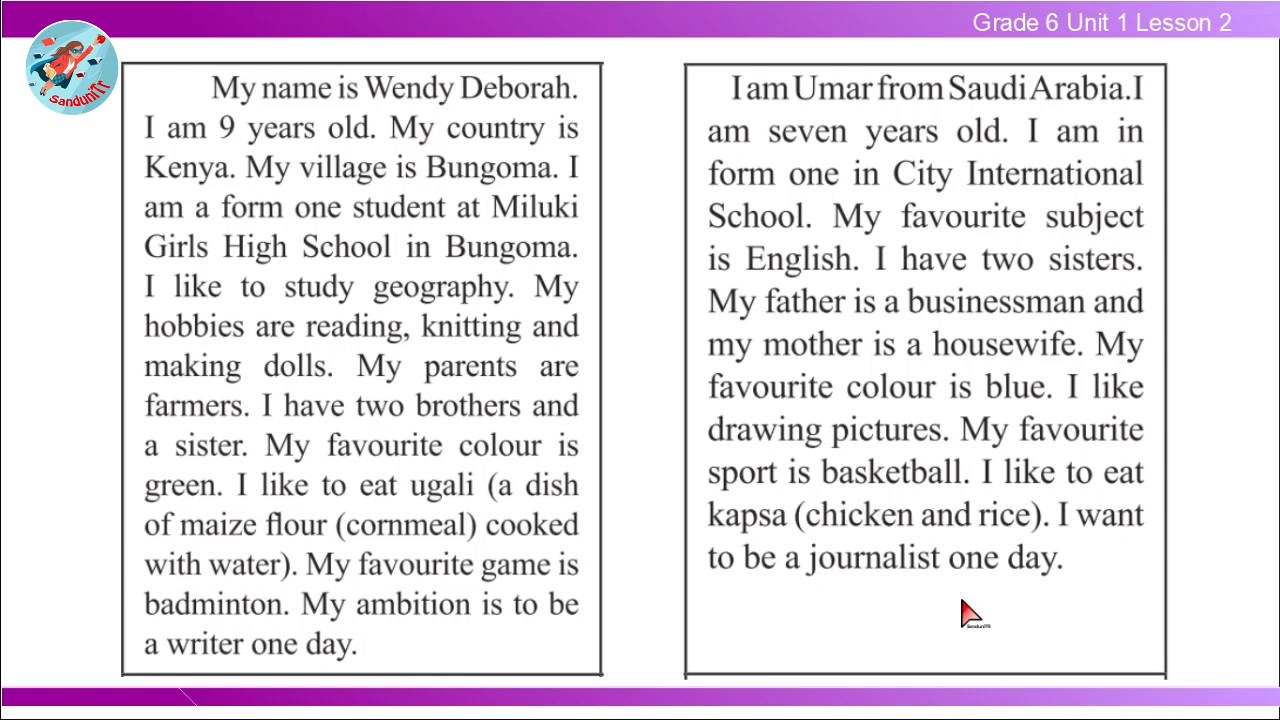 Grade 6 Unit 1 Lesson 2
SanduniTr
My name is Wendy Deborah.
I am 9 years old. My country is
Kenya. My village is Bungoma. I
am a form one student at Miluki
Girls High School in Bungoma.
I like to study geography. My
hobbies are reading, knitting and
making dolls. My parents are
farmers. I have two brothers and
a sister. My favourite colour is
green. I like to eat ugali (a dish
of maize flour (cornmeal) cooked
with water). My favourite game is
badminton. My ambition is to be
a writer one day.
I am Umar from Saudi Arabia. I
am seven years old. I am in
form one in City International
School. My favourite subject
is English. I have two sisters.
My father is a businessman and
my mother is a housewife. My
favourite colour is blue. I like
drawing pictures. My favourite
sport is basketball. I like to eat
kapsa (chicken and rice). I want
to be a journalist one day.
SanduniTR